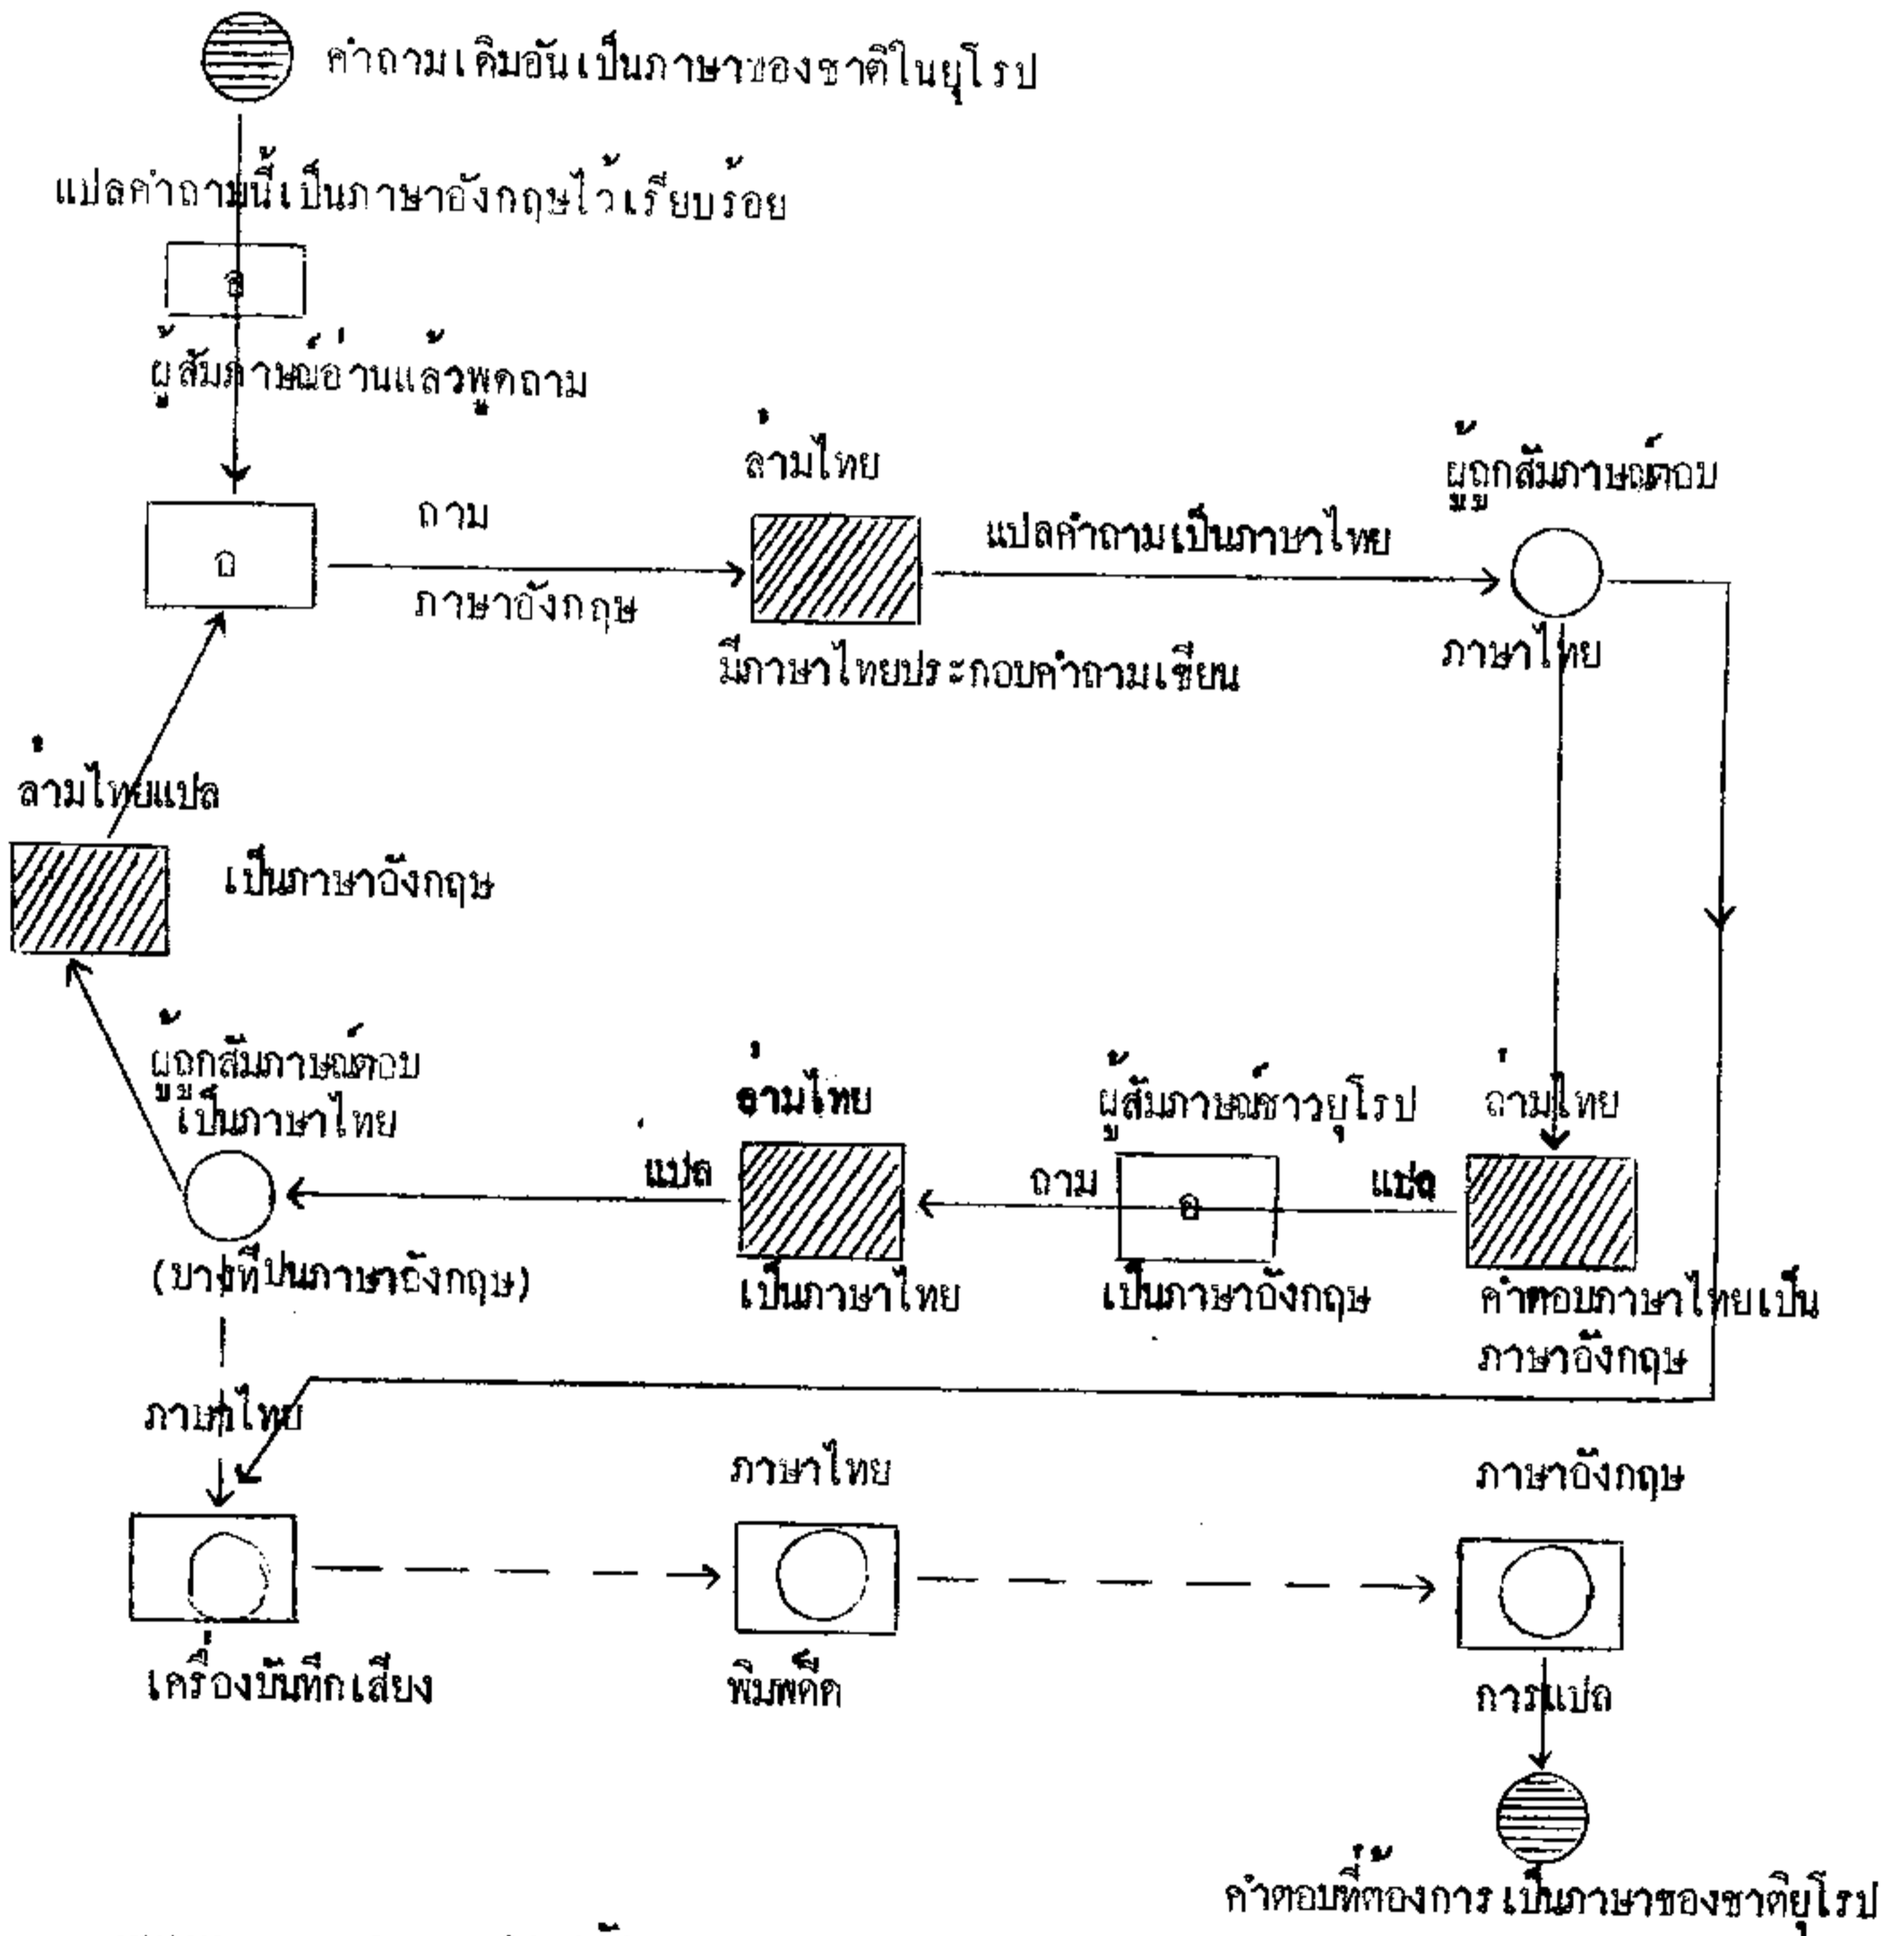 คำถามเดิมอันเป็นภาษาของชาติในยุโรป
แปลคำถามนี้เป็นภาษาอังกฤษไว้เรียบร้อย
อ
ผู้สัมภาษณ์อ่านแล้วพูดถาม
ล่ามไทย
ผู้ถูกสัมภาษณ์ตอบ
ถาม
แปลคำถามเป็นภาษาไทย
อ
ภาษาอังกฤษ
มีภาษาไทยประกอบคำถามเขียน
ภาษาไทย
ล่ามไทยแปล
เป็นภาษาอังกฤษ
ผู้ถูกสัมภาษณ์ตอบ
เป็นภาษาไทย
ล่ามไทย
ผู้สัมภาษณ์ชาวยุโรป
ล่ามไทย
แปล
ถาม
อ
แปล
(บางทีปนภาษาอังกฤษ)
เป็นภาษาไทย
เป็นภาษาอังกฤษ
คำตอบภาษาไทยเป็น
ภาษาอังกฤษ
ภาษาไทย
ภาษาไทย
ภาษาอังกฤษ
เครื่องบันทึกเสียง
พิมพ์ดีด
การแปล
คำตอบที่ต้องการเป็นภาษาของชาติยุโรป